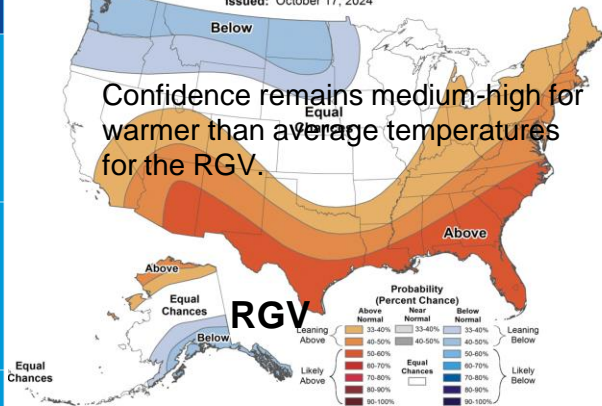 Issued: October 17, 2024
Below
Confidence remains medium-high for
Equal
Chances
warmer than average temperatures
for the RGV.
Above
Above
Equal
Chances
RGV
Below
Equal
Chances
Probability
(Percent Chance)
Above Normal
Near Normal
Below Normal
Leaning Above
33-40%
33-40%
33-40%
Leaning Below
40-50%
40-50%
40-50%
Likely Above
50-60%
Equal Chances
50-60%
Likely Below
60-70%
60-70%
70-80%
70-80%
80-90%
80-90%
90-100%
90-100%